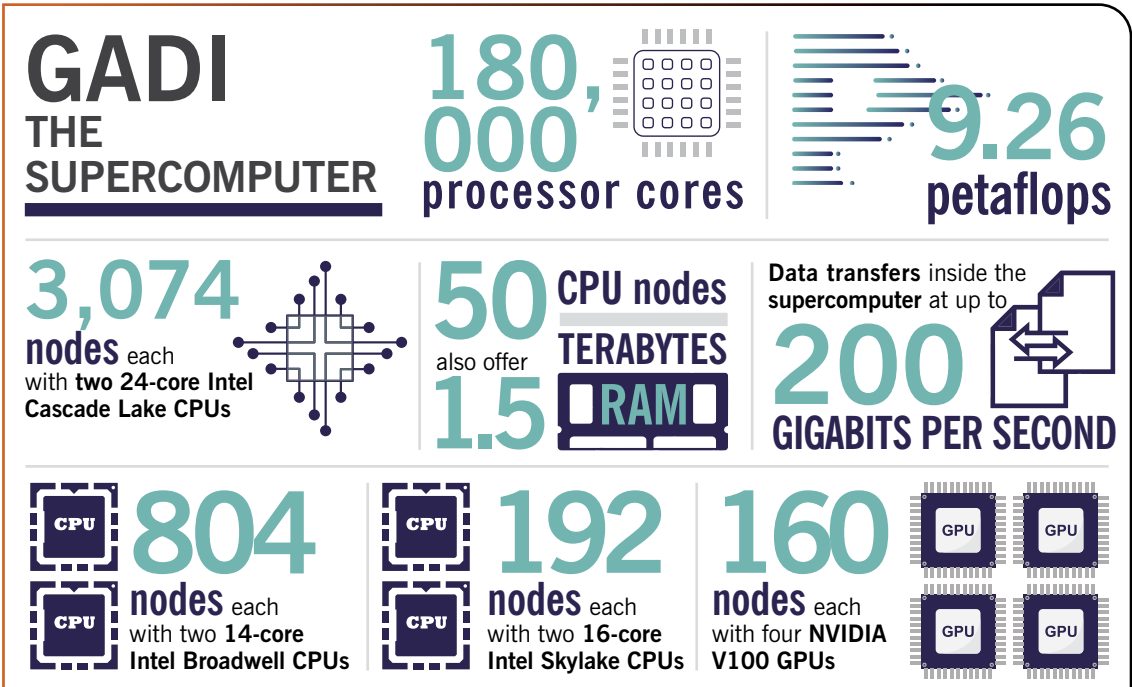 GADI
THE
SUPERCOMPUTER
180,
000
processor cores
9.26
petaflops
3,074
nodes each
with two 24-core Intel
Cascade Lake CPUs
50
CPU nodes
also offer
1.5
TERABYTES
RAM
Data transfers inside the
supercomputer at up to
200
GIGABITS PER SECOND
CPU
CPU
804
nodes each
with two 14-core
Intel Broadwell CPUs
CPU
CPU
192
nodes each
with two 16-core
Intel Skylake CPUs
160
nodes each
with four NVIDIA
V100 GPUs
GPU
GPU
GPU
GPU